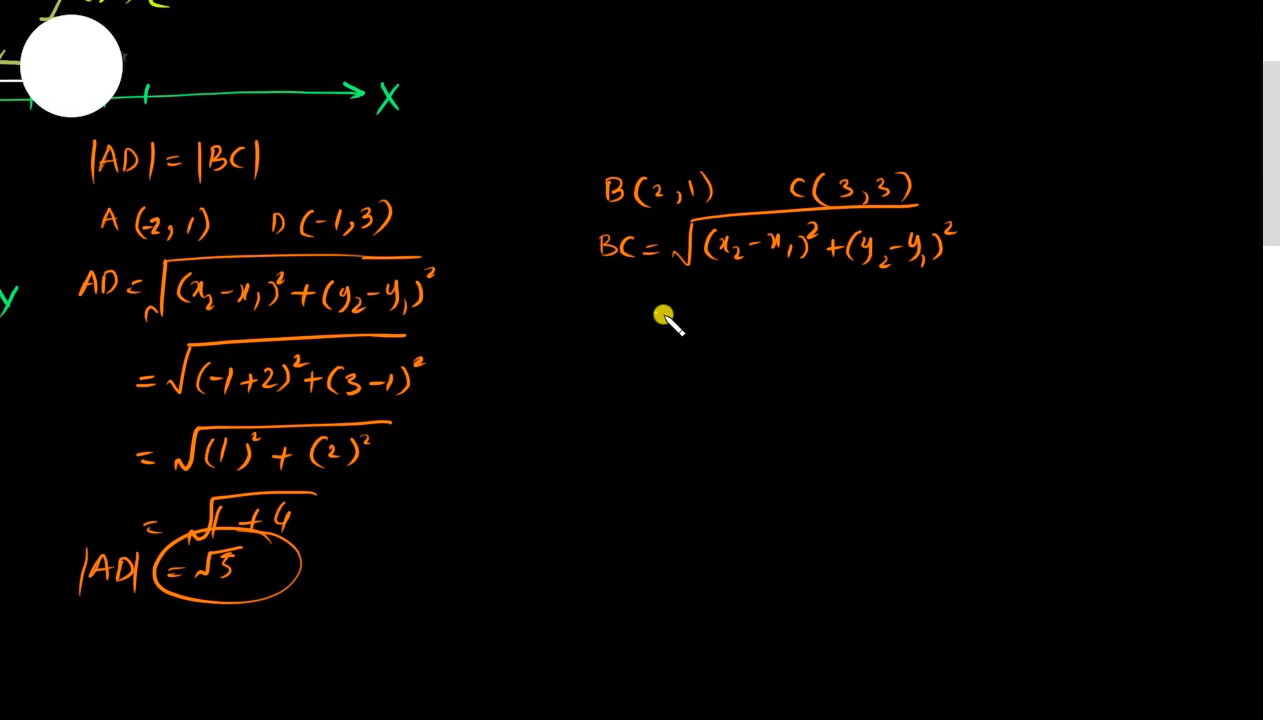 X
|AD| = |BC|
A (-2, 1) D (-1, 3)
AD = √((x₂ - x₁)² + (y₂ - y₁)²)
y
= √((-1+2)² + (3-1)²)
= √((1)² + (2)²)
= √(1 + 4)
|AD| = √5
B (2, 1) C (3, 3)
BC = √((x₂ - x₁)² + (y₂ - y₁)²)